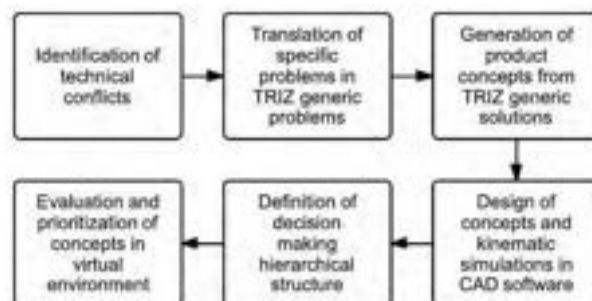 Identification of
technical
conflicts
Translation of
specific
problems in
TRIZ generic
problems
Generation of
product
concepts from
TRIZ generic
solutions
Design of
concepts and
kinematic
simulations in
CAD software
Definition of
decision
making
hierarchical
structure
Evaluation and
prioritization of
concepts in
virtual
environment